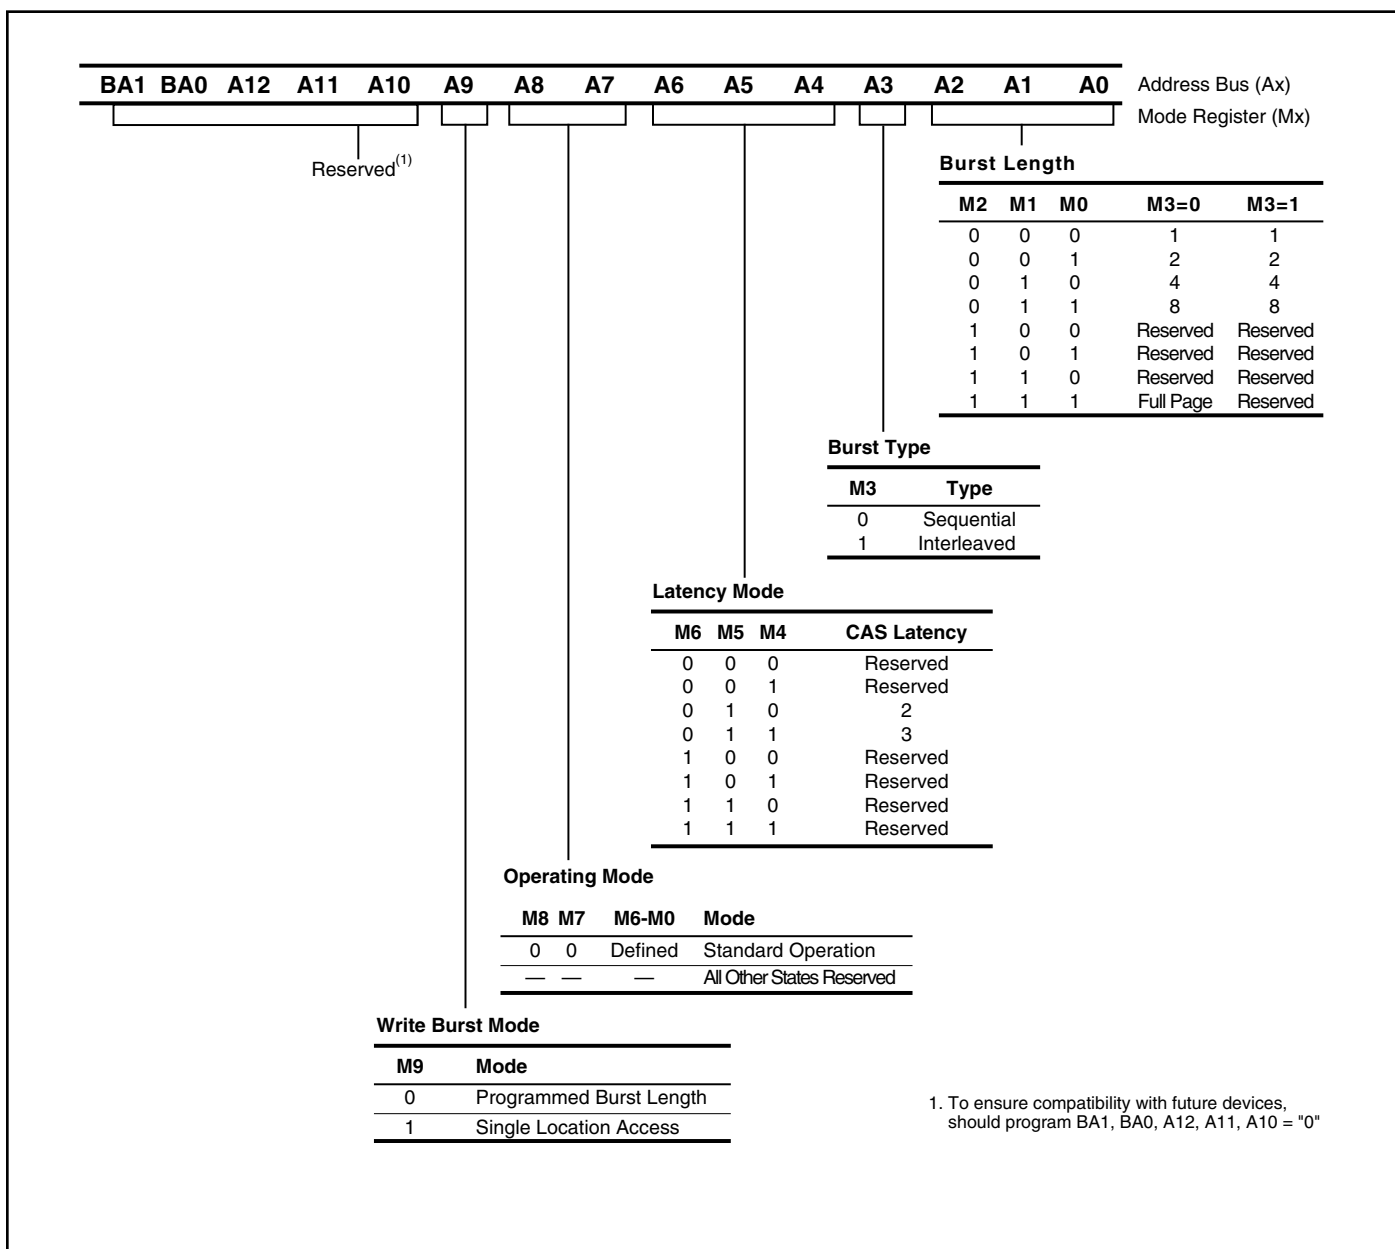 BA1 BA0 A12 A11 A10 A9 A8 A7 A6 A5 A4 A3 A2 A1 A0 Address Bus (Ax)
Mode Register (Mx)
Reserved(1)
Burst Length
M2 M1 M0 M3=0 M3=1
0 0 0 1 1
0 0 1 2 2
0 1 0 4 4
0 1 1 8 8
1 0 0 Reserved Reserved
1 0 1 Reserved Reserved
1 1 0 Reserved Reserved
1 1 1 Full Page Reserved
Burst Type
M3 Type
0 Sequential
1 Interleaved
Latency Mode
M6 M5 M4 CAS Latency
0 0 0 Reserved
0 0 1 Reserved
0 1 0 2
0 1 1 3
1 0 0 Reserved
1 0 1 Reserved
1 1 0 Reserved
1 1 1 Reserved
Operating Mode
M8 M7 M6-M0 Mode
0 0 Defined Standard Operation
— — — All Other States Reserved
Write Burst Mode
M9 Mode
0 Programmed Burst Length
1 Single Location Access
1. To ensure compatibility with future devices,
should program BA1, BA0, A12, A11, A10 = "0"